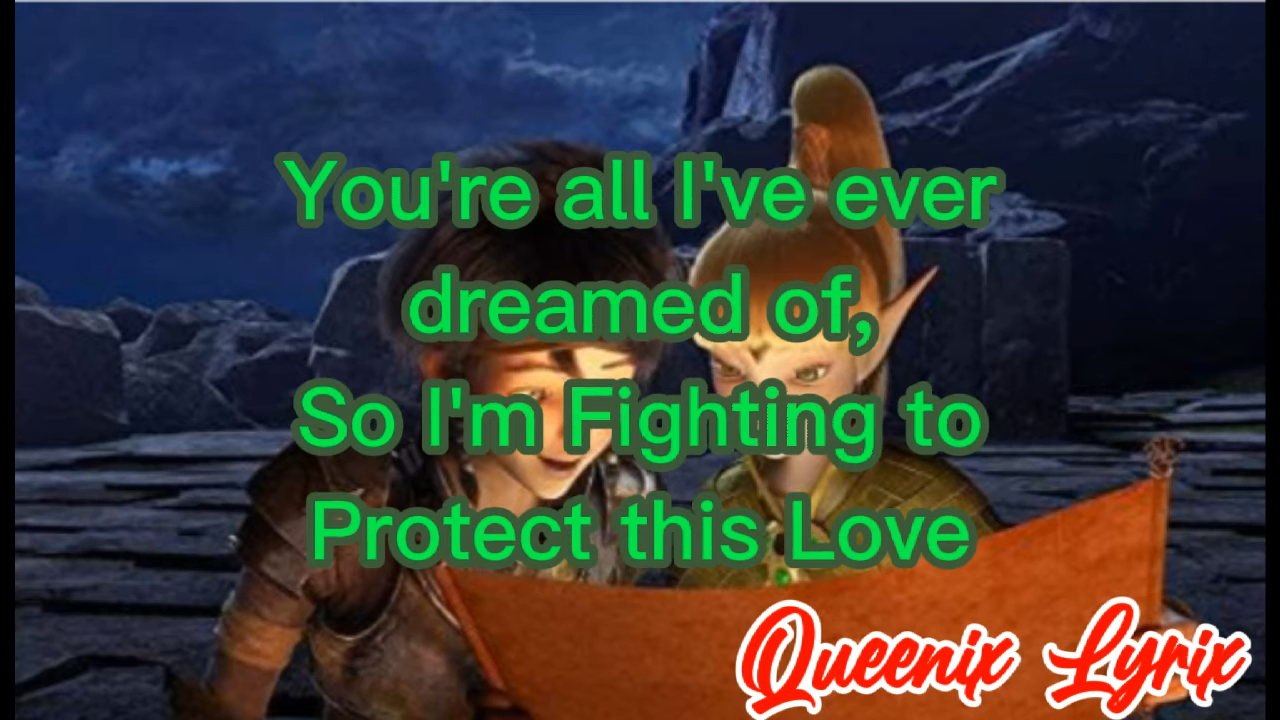 You're all I've ever
dreamed of,
So I'm Fighting to
Protect this Love
Queenix Lyrix